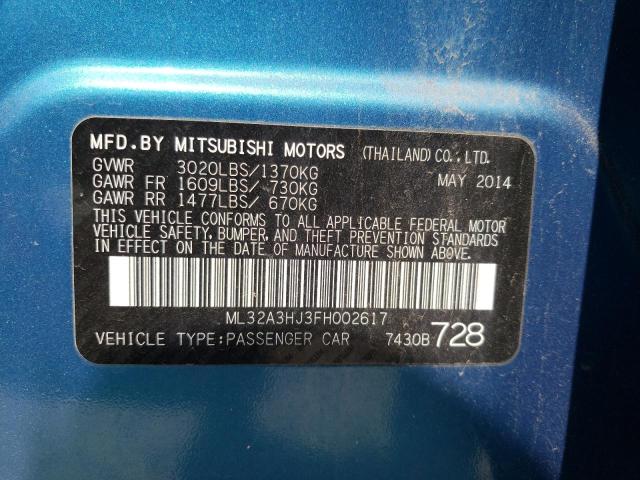 MFD.BY MITSUBISHI MOTORS (THAILAND) CO.,LTD.
GVWR 3020LBS/1370KG MAY 2014
GAWR FR 1609LBS/ 730KG
GAWR RR 1477LBS/ 670KG
THIS VEHICLE CONFORMS TO ALL APPLICABLE FEDERAL MOTOR
VEHICLE SAFETY, BUMPER, AND THEFT PREVENTION STANDARDS
IN EFFECT ON THE DATE OF MANUFACTURE SHOWN ABOVE.
ML32A3HJ3FH002617
VEHICLE TYPE:PASSENGER CAR 7430B 728